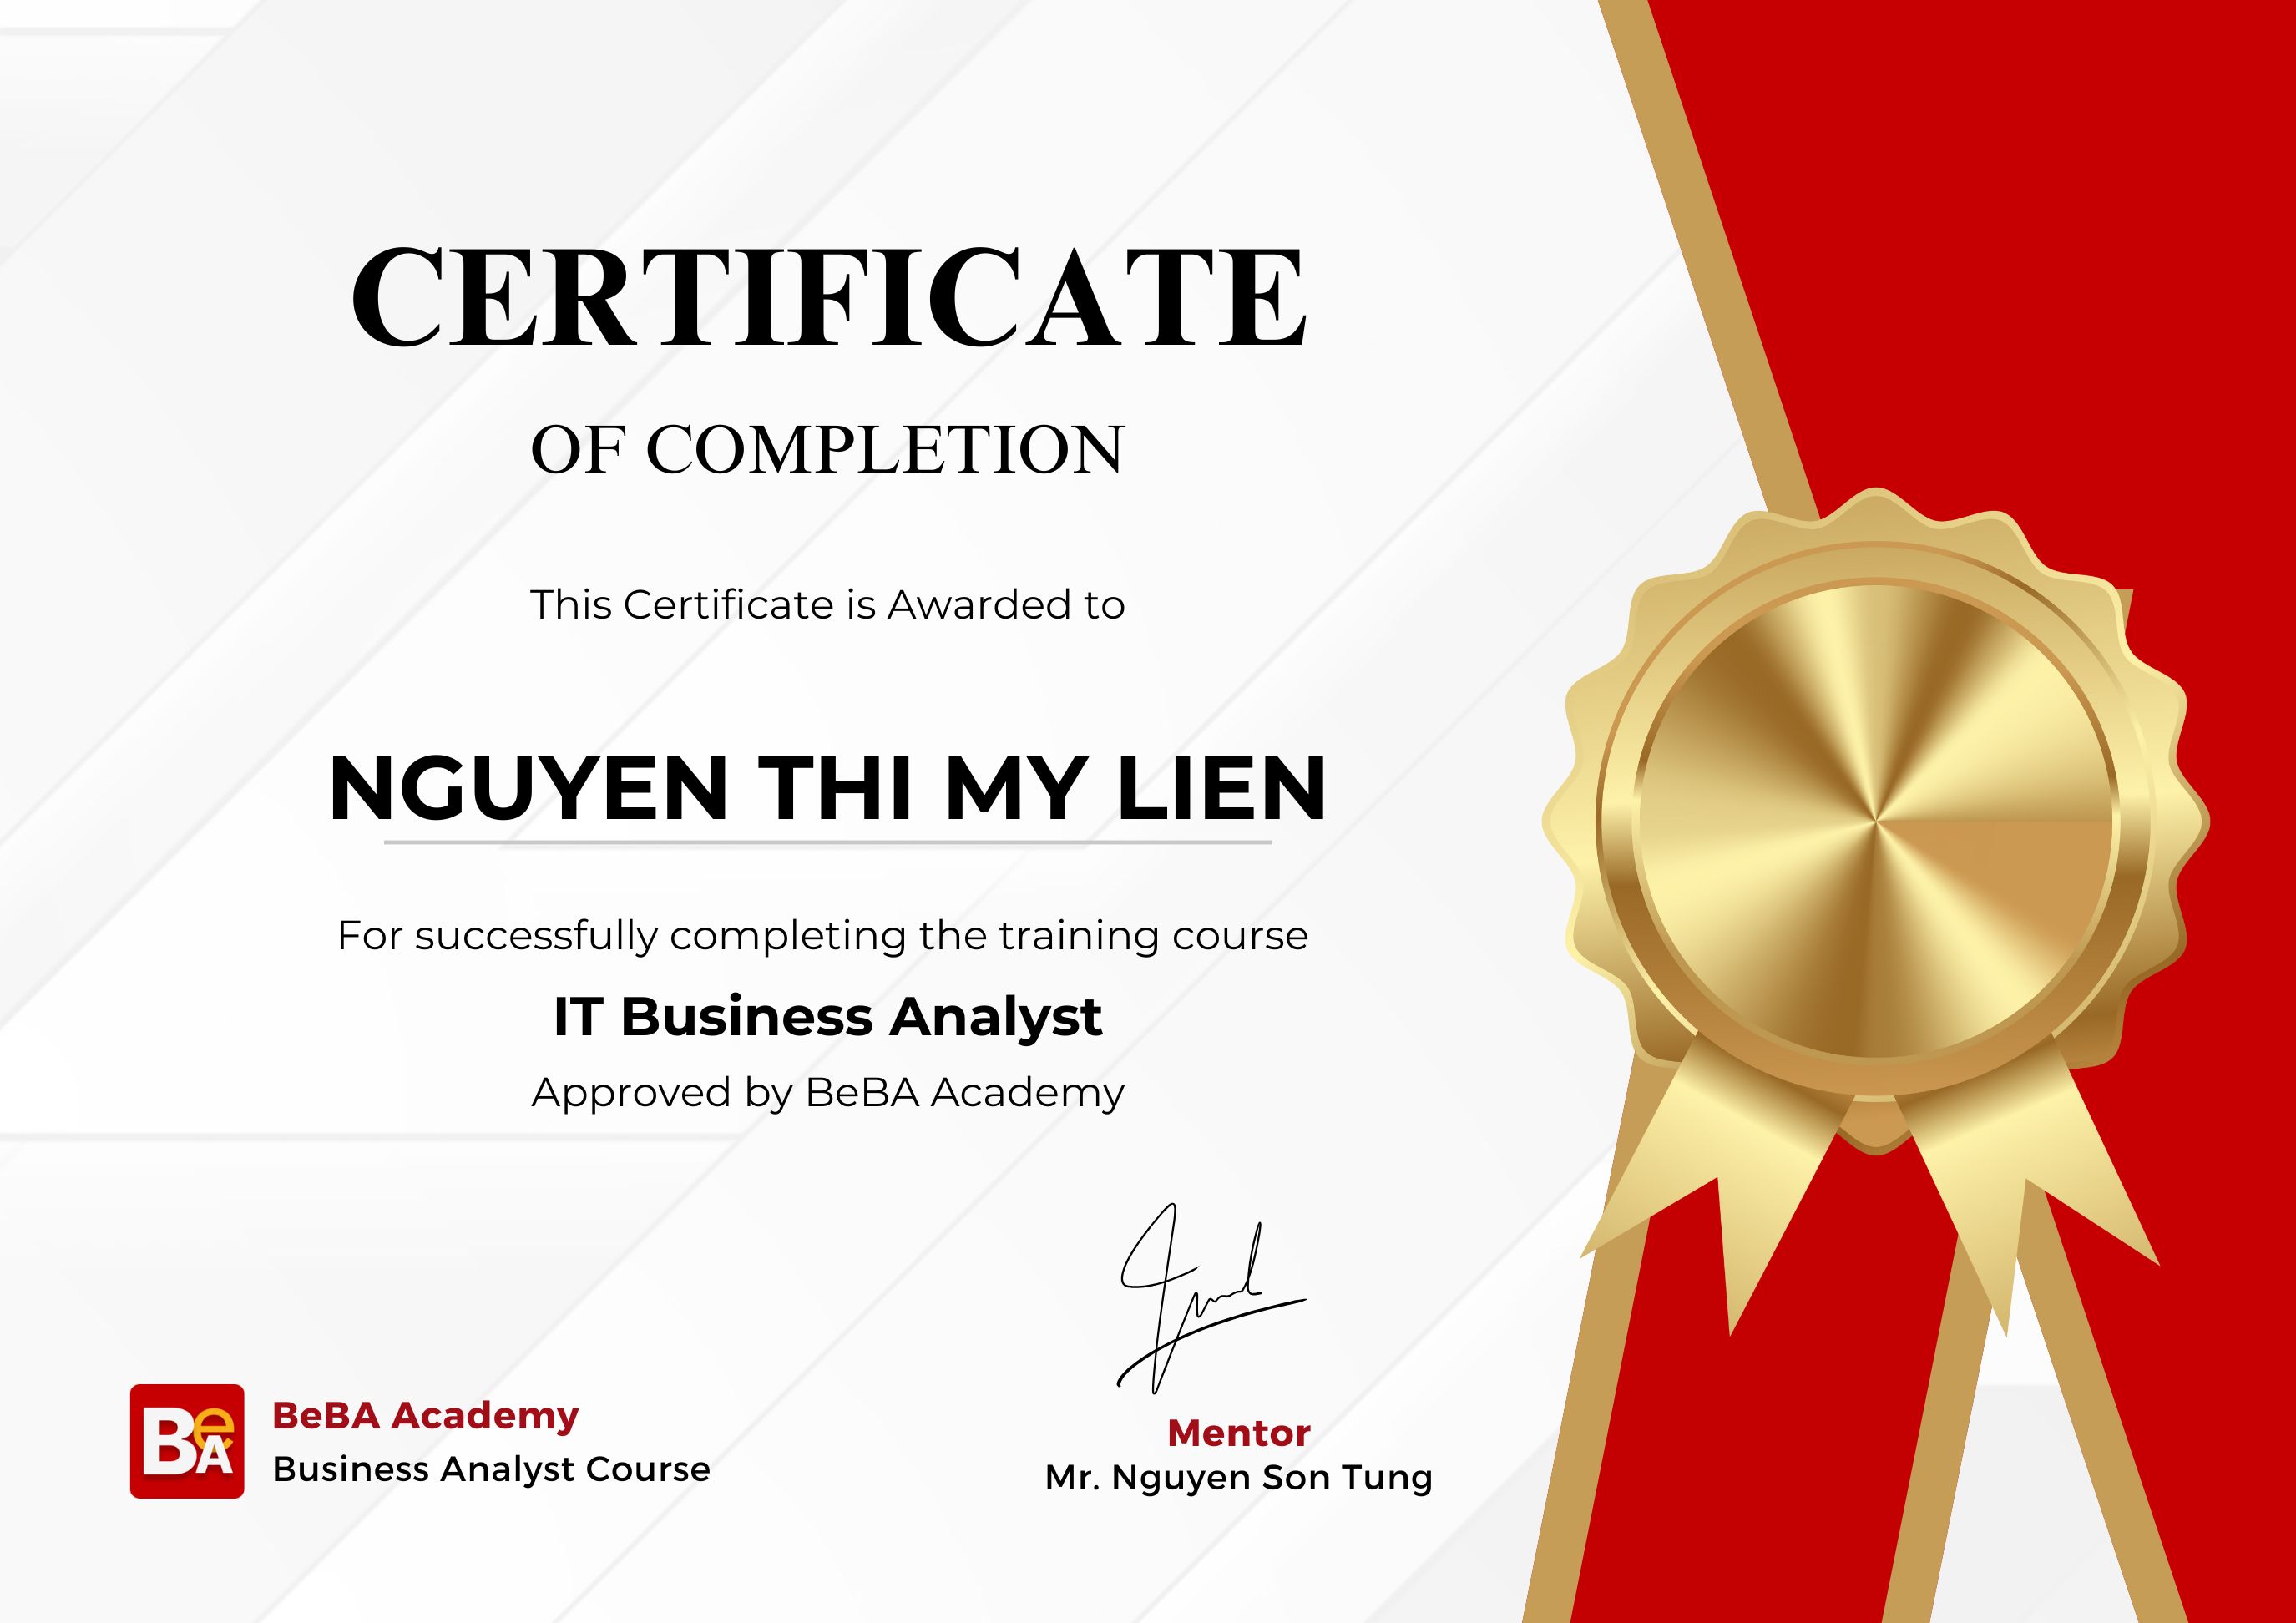 CERTIFICATE
OF COMPLETION
This Certificate is Awarded to
NGUYEN THI MY LIEN
For successfully completing the training course
IT Business Analyst
Approved by BeBA Academy
BeBA
BeBA Academy
Business Analyst Course
Mentor
Mr. Nguyen Son Tung